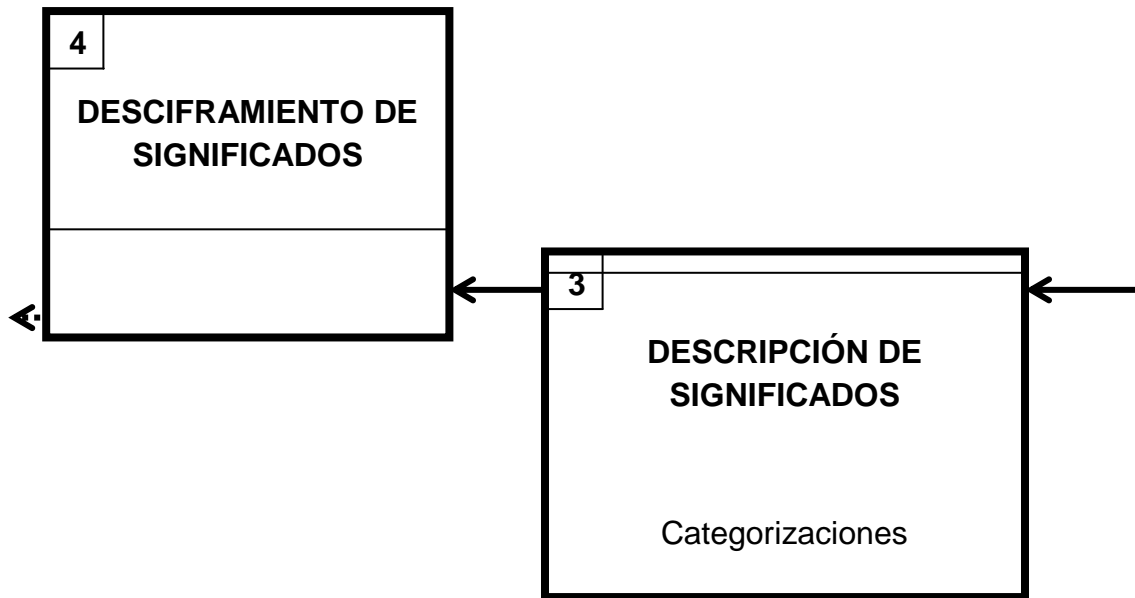 4
DESCIFRAMIENTO DE
SIGNIFICADOS
3
DESCRIPCIÓN DE
SIGNIFICADOS
Categorizaciones